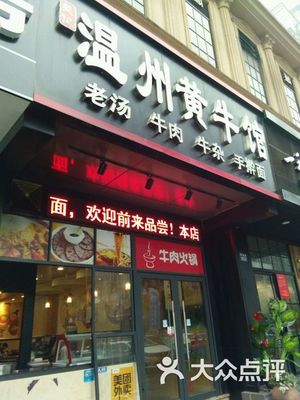 温州黄牛馆
老汤 牛肉 牛杂 手擀面
面，欢迎前来品尝！本店
牛肉火锅
美团
外卖
大众点评